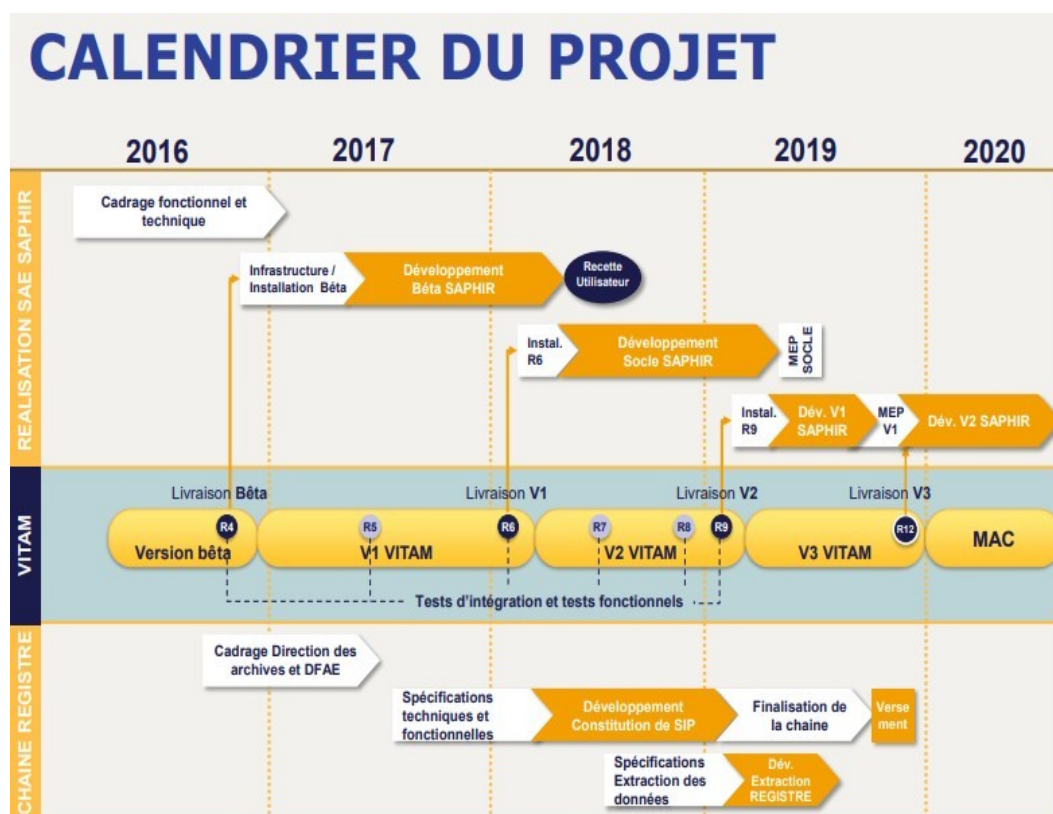 CALENDRIER DU PROJET
2016
2017
2018
2019
2020
REALISATION SAE SAPHIR
Cadrage fonctionnel et
technique
Infrastructure /
Installation Béta
Développement
Béta SAPHIR
Recette
Utilisateur
Instal.
R6
Développement
Socle SAPHIR
MEP
SOCLE
Instal.
R9
Dév. V1
SAPHIR
MEP
V1
Dév. V2 SAPHIR
VITAM
Livraison Bêta
Livraison V1
Livraison V2
Livraison V3
R4
R5
R6
R7
R8
R9
R12
Version bêta
V1 VITAM
V2 VITAM
V3 VITAM
MAC
Tests d'intégration et tests fonctionnels
CHAINE REGISTRE
Cadrage Direction des
archives et DFAE
Spécifications
techniques et
fonctionnelles
Développement
Constitution de SIP
Finalisation de
la chaine
Verse
ment
Spécifications
Extraction des
données
Dév.
Extraction
REGISTRE